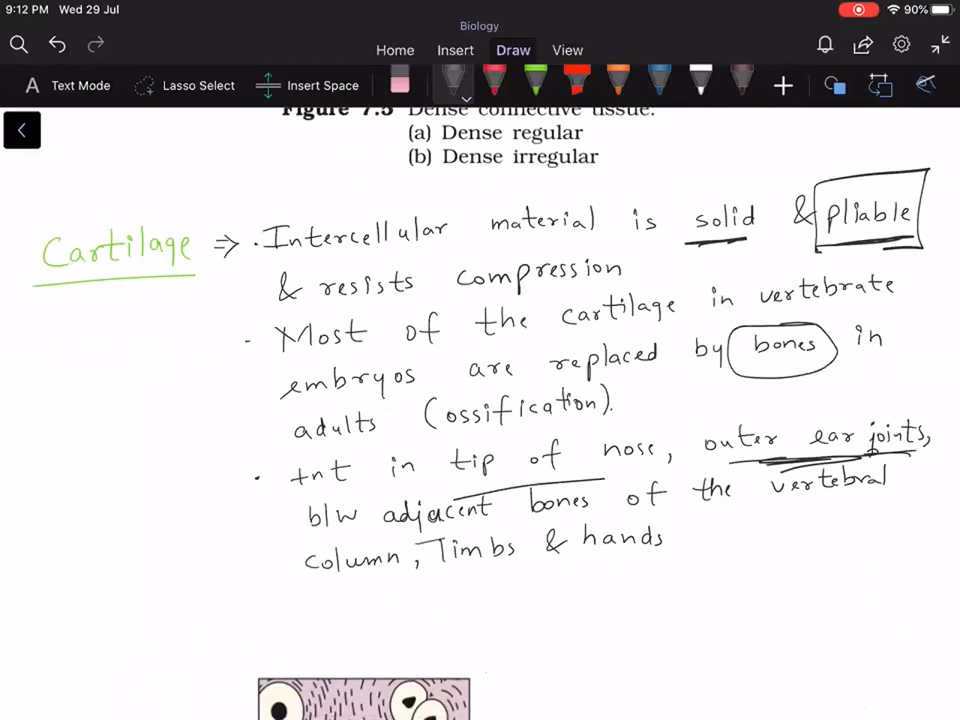 9:12 PM Wed 29 Jul
90%
Biology
Home Insert Draw View
Text Mode Lasso Select Insert Space
Figure 7.5 Dense connective tissue.
(a) Dense regular
(b) Dense irregular
Cartilage ⇒ · Intercellular material is solid & pliable
& resists compression
· Most of the cartilage in vertebrate
embryos are replaced by bones in
adults (ossification).
· +nt in tip of nose, outer ear joints,
b/w adjacent bones of the vertebral
column, limbs & hands